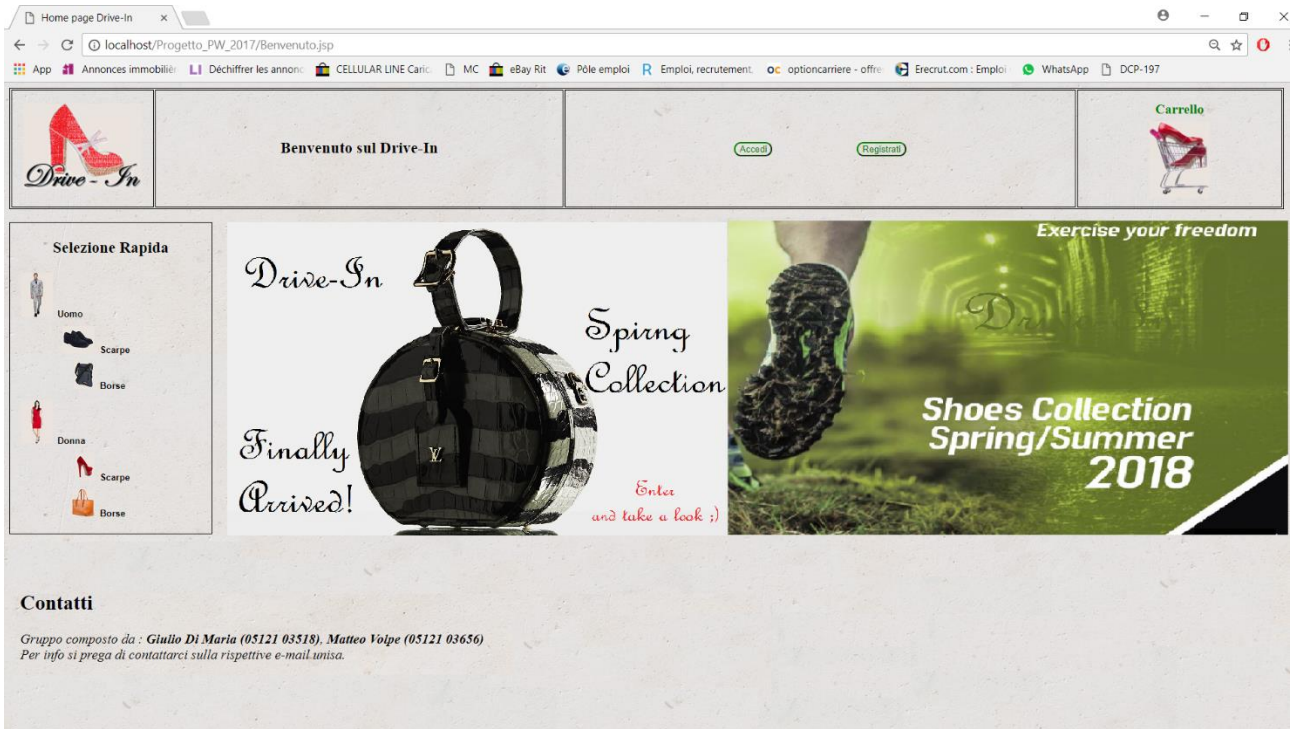 Home page Drive-In
localhost/Progetto_PW_2017/Benvenuto.jsp
App Annonces immobiliè Déchiffrer les annonc CELLULAR LINE Caric MC eBay Rit Pôle emploi Emploi, recrutement, optioncarriere - offre Erecrut.com : Emploi WhatsApp DCP-197
Drive - In
Benvenuto sul Drive-In
Accedi
Registrati
Carrello
Selezione Rapida
Uomo
Scarpe
Borse
Donna
Scarpe
Borse
Drive-In
Spirng
Collection
Finally
Arrived!
Enter
and take a look ;)
Exercise your freedom
Shoes Collection
Spring/Summer
2018
Contatti
Gruppo composto da : Giulio Di Maria (05121 03518), Matteo Volpe (05121 03656)
Per info si prega di contattarci sulla rispettive e-mail unisa.